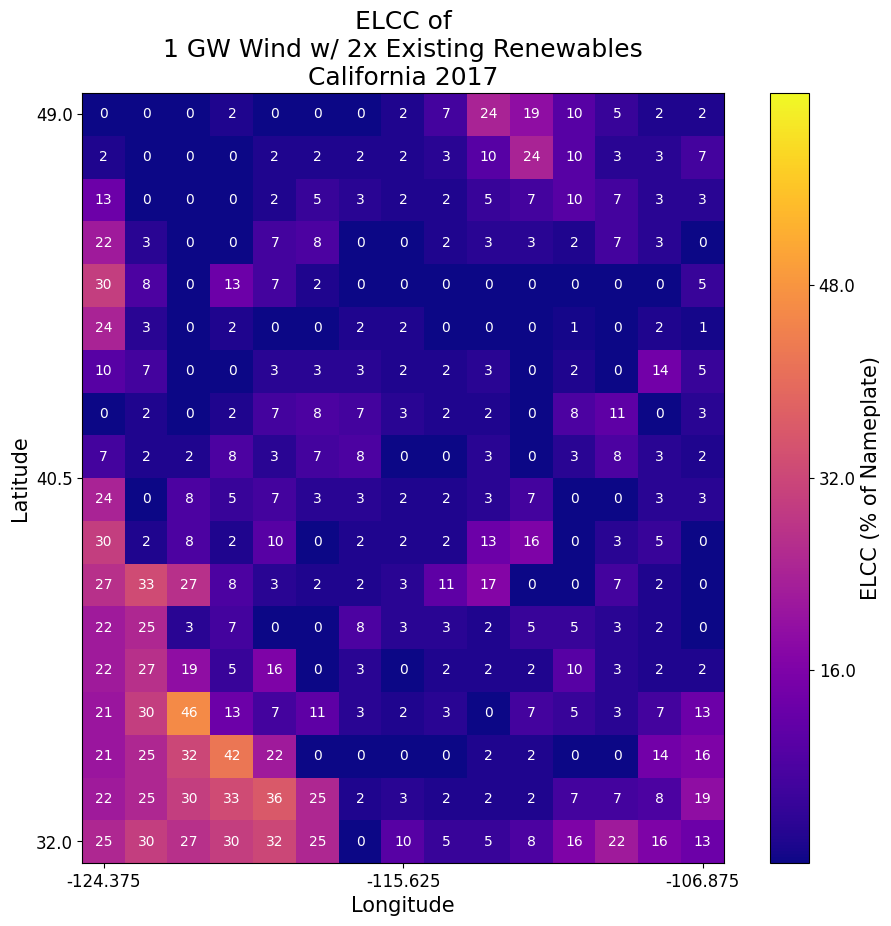 ELCC of
1 GW Wind w/ 2x Existing Renewables
California 2017
49.0 0 0 0 2 0 0 0 2 7 24 19 10 5 2 2
2 0 0 0 2 2 2 2 3 10 24 10 3 3 7
13 0 0 0 2 5 3 2 2 5 7 10 7 3 3
22 3 0 0 7 8 0 0 2 3 3 2 7 3 0
30 8 0 13 7 2 0 0 0 0 0 0 0 0 5 48.0
24 3 0 2 0 0 2 2 0 0 0 1 0 2 1
10 7 0 0 3 3 3 2 2 3 0 2 0 14 5
0 2 0 2 7 8 7 3 2 2 0 8 11 0 3
7 2 2 8 3 7 8 0 0 3 0 3 8 3 2
40.5 32.0
24 0 8 5 7 3 3 2 2 3 7 0 0 3 3
30 2 8 2 10 0 2 2 2 13 16 0 3 5 0
27 33 27 8 3 2 2 3 11 17 0 0 7 2 0
22 25 3 7 0 0 8 3 3 2 5 5 3 2 0
22 27 19 5 16 0 3 0 2 2 2 10 3 2 2 16.0
21 30 46 13 7 11 3 2 3 0 7 5 3 7 13
21 25 32 42 22 0 0 0 0 2 2 0 0 14 16
22 25 30 33 36 25 2 3 2 2 2 7 7 8 19
32.0 25 30 27 30 32 25 0 10 5 5 8 16 22 16 13
-124.375 -115.625 -106.875
Longitude
Latitude
ELCC (% of Nameplate)